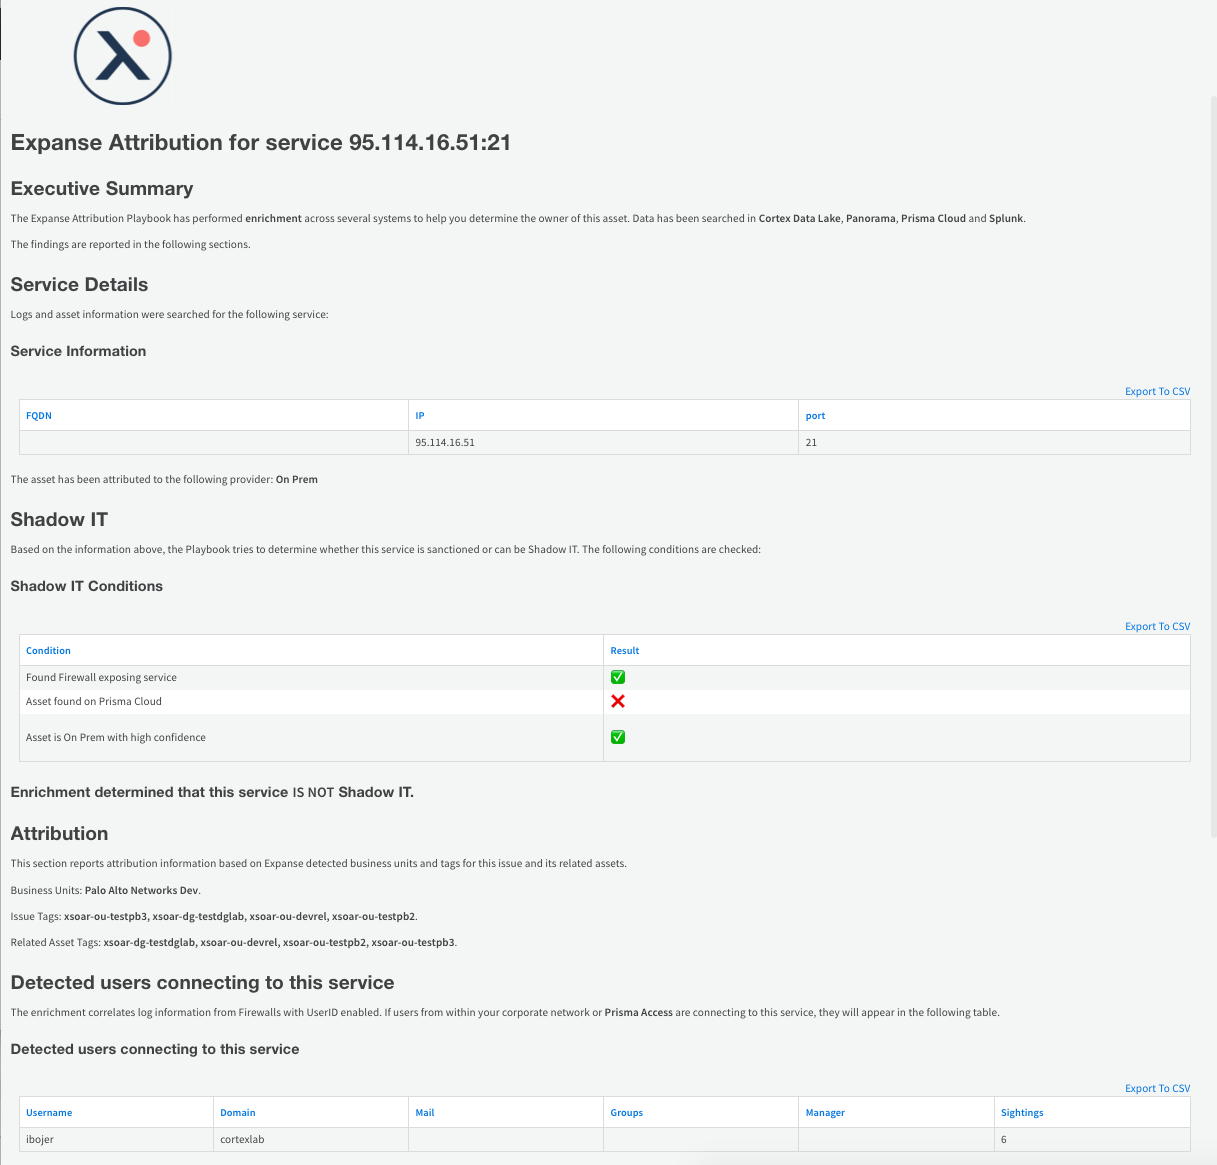 Expanse Attribution for service 95.114.16.51:21
Executive Summary
The Expanse Attribution Playbook has performed enrichment across several systems to help you determine the owner of this asset. Data has been searched in Cortex Data Lake, Panorama, Prisma Cloud and Splunk.
The findings are reported in the following sections.
Service Details
Logs and asset information were searched for the following service:
Service Information
Export To CSV
FQDN IP port
95.114.16.51 21
The asset has been attributed to the following provider: On Prem
Shadow IT
Based on the information above, the Playbook tries to determine whether this service is sanctioned or can be Shadow IT. The following conditions are checked:
Shadow IT Conditions
Export To CSV
Condition Result
Found Firewall exposing service ✅
Asset found on Prisma Cloud ❌
Asset is On Prem with high confidence ✅
Enrichment determined that this service IS NOT Shadow IT.
Attribution
This section reports attribution information based on Expanse detected business units and tags for this issue and its related assets.
Business Units: Palo Alto Networks Dev.
Issue Tags: xsoar-ou-testpb3, xsoar-dg-testdglab, xsoar-ou-devrel, xsoar-ou-testpb2.
Related Asset Tags: xsoar-dg-testdglab, xsoar-ou-devrel, xsoar-ou-testpb2, xsoar-ou-testpb3.
Detected users connecting to this service
The enrichment correlates log information from Firewalls with UserID enabled. If users from within your corporate network or Prisma Access are connecting to this service, they will appear in the following table.
Detected users connecting to this service
Export To CSV
Username Domain Mail Groups Manager Sightings
ibojer cortexlab 6